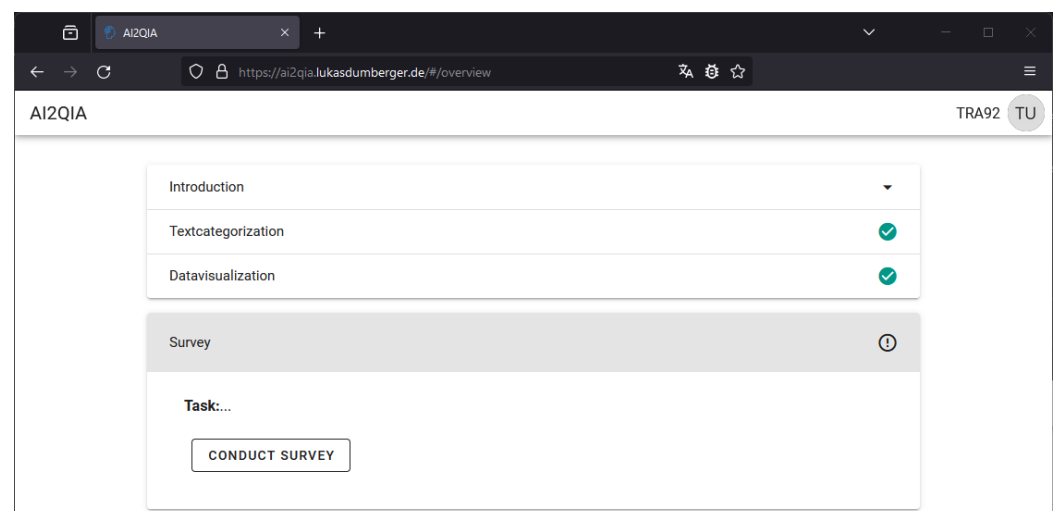 AI2QIA
https://ai2qia.lukasdumberger.de/#/overview
AI2QIA
TRA92 TU
Introduction
Textcategorization
Datavisualization
Survey
Task:...
CONDUCT SURVEY